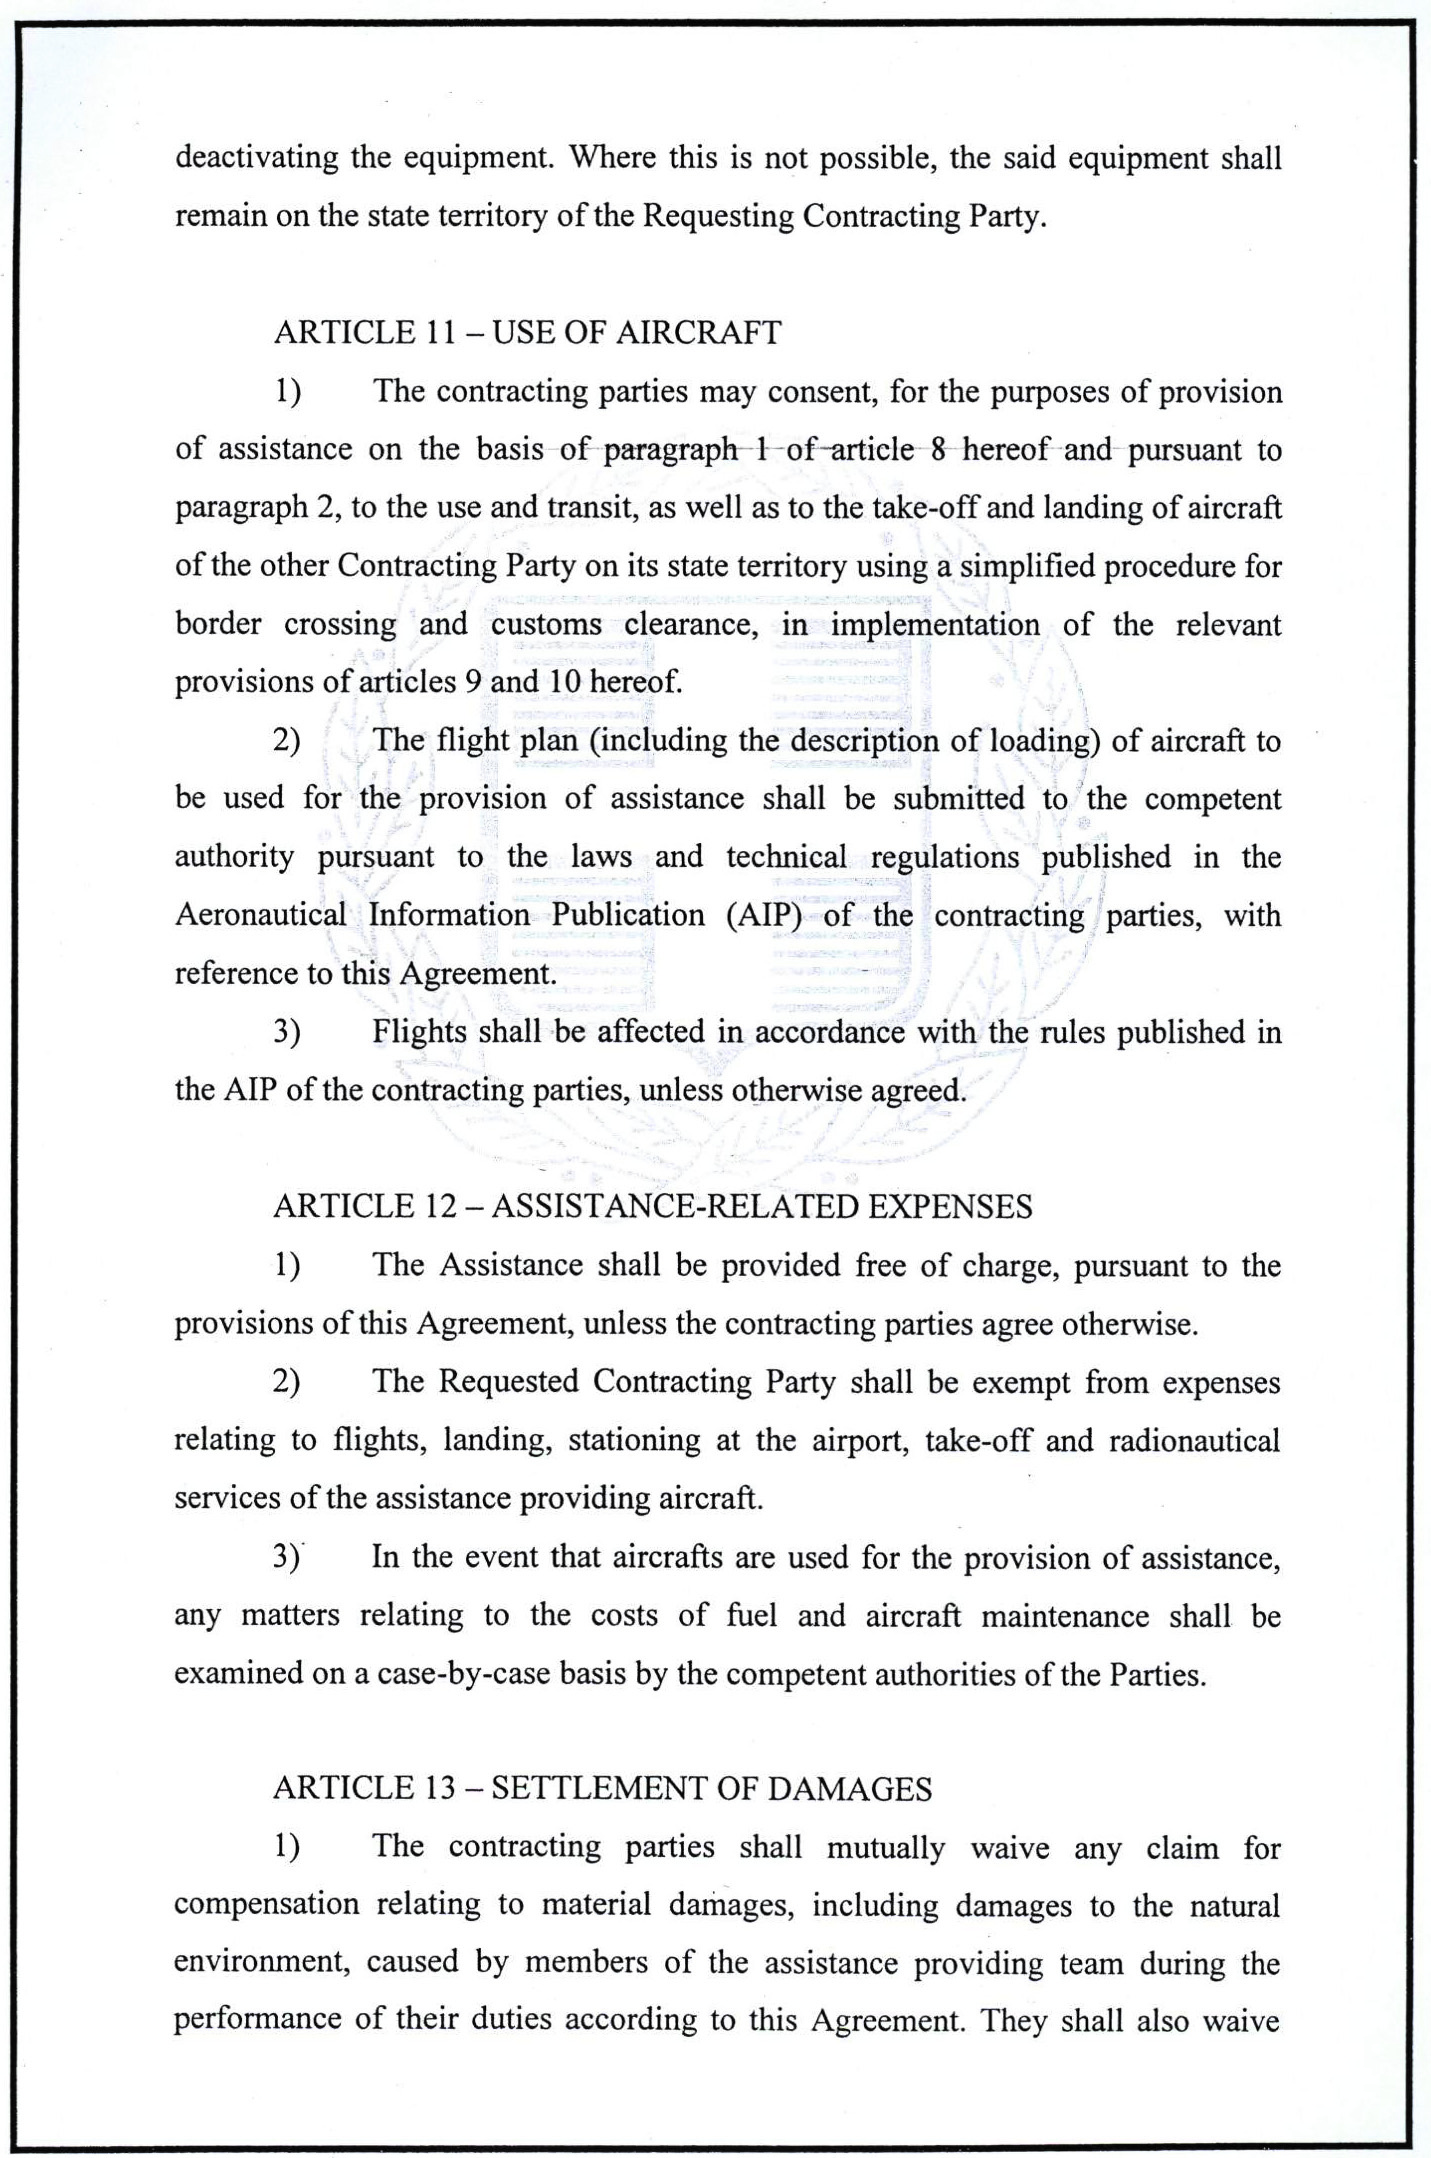 deactivating the equipment. Where this is not possible, the said equipment shall
remain on the state territory of the Requesting Contracting Party.
ARTICLE 11 – USE OF AIRCRAFT
1) The contracting parties may consent, for the purposes of provision
of assistance on the basis of paragraph 1 of article 8 hereof and pursuant to
paragraph 2, to the use and transit, as well as to the take-off and landing of aircraft
of the other Contracting Party on its state territory using a simplified procedure for
border crossing and customs clearance, in implementation of the relevant
provisions of articles 9 and 10 hereof.
2) The flight plan (including the description of loading) of aircraft to
be used for the provision of assistance shall be submitted to the competent
authority pursuant to the laws and technical regulations published in the
Aeronautical Information Publication (AIP) of the contracting parties, with
reference to this Agreement.
3) Flights shall be affected in accordance with the rules published in
the AIP of the contracting parties, unless otherwise agreed.
ARTICLE 12 – ASSISTANCE-RELATED EXPENSES
1) The Assistance shall be provided free of charge, pursuant to the
provisions of this Agreement, unless the contracting parties agree otherwise.
2) The Requested Contracting Party shall be exempt from expenses
relating to flights, landing, stationing at the airport, take-off and radionautical
services of the assistance providing aircraft.
3) In the event that aircrafts are used for the provision of assistance,
any matters relating to the costs of fuel and aircraft maintenance shall be
examined on a case-by-case basis by the competent authorities of the Parties.
ARTICLE 13 – SETTLEMENT OF DAMAGES
1) The contracting parties shall mutually waive any claim for
compensation relating to material damages, including damages to the natural
environment, caused by members of the assistance providing team during the
performance of their duties according to this Agreement. They shall also waive